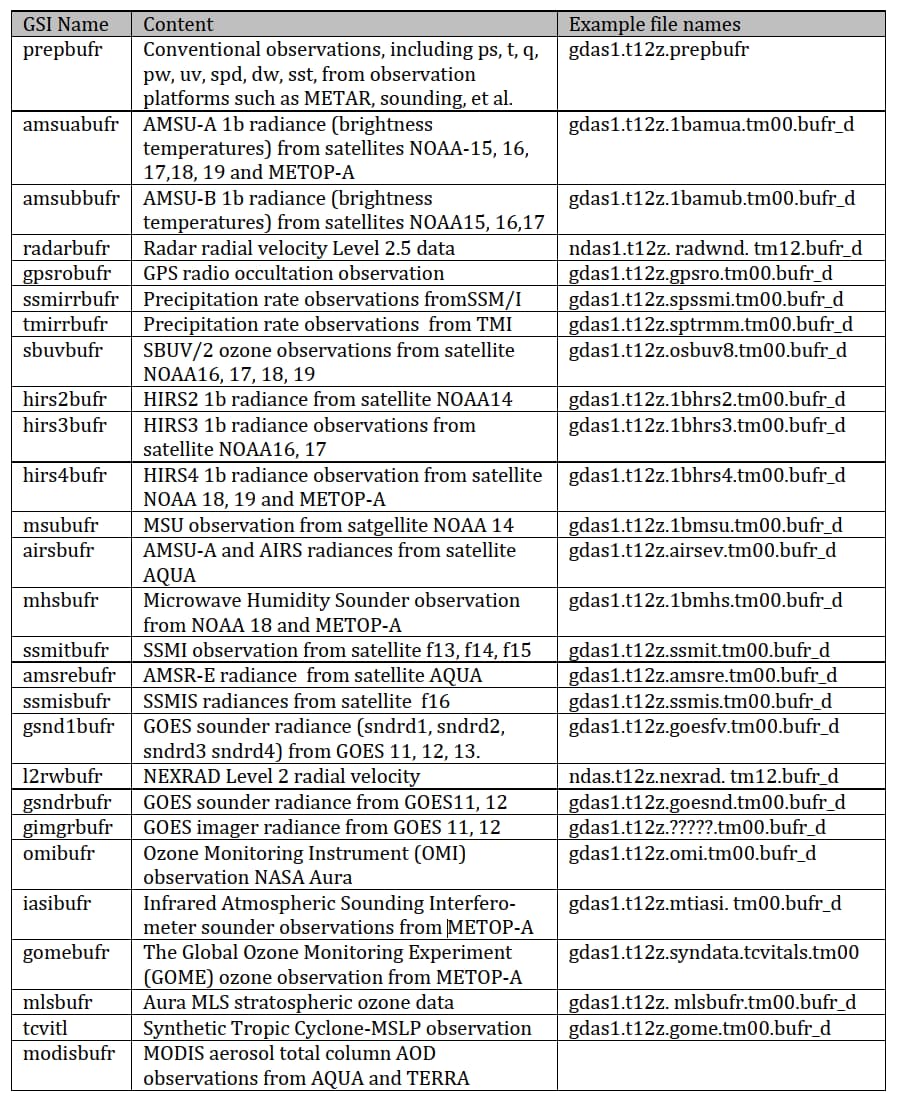 GSI Name Content Example file names
prepbufr Conventional observations, including ps, t, q, gdas1.t12z.prepbufr
pw, uv, spd, dw, sst, from observation
platforms such as METAR, sounding, et al.
amsuabufr AMSU-A 1b radiance (brightness gdas1.t12z.1bamua.tm00.bufr_d
temperatures) from satellites NOAA-15, 16,
17,18, 19 and METOP-A
amsubbufr AMSU-B 1b radiance (brightness gdas1.t12z.1bamub.tm00.bufr_d
temperatures) from satellites NOAA15, 16,17
radarbufr Radar radial velocity Level 2.5 data ndas1.t12z. radwnd. tm12.bufr_d
gpsrobufr GPS radio occultation observation gdas1.t12z.gpsro.tm00.bufr_d
ssmirrbufr Precipitation rate observations fromSSM/I gdas1.t12z.spssmi.tm00.bufr_d
tmirrbufr Precipitation rate observations  from TMI gdas1.t12z.sptrmm.tm00.bufr_d
sbuvbufr SBUV/2 ozone observations from satellite gdas1.t12z.osbuv8.tm00.bufr_d
NOAA16, 17, 18, 19
hirs2bufr HIRS2 1b radiance from satellite NOAA14 gdas1.t12z.1bhrs2.tm00.bufr_d
hirs3bufr HIRS3 1b radiance observations from gdas1.t12z.1bhrs3.tm00.bufr_d
satellite NOAA16, 17
hirs4bufr HIRS4 1b radiance observation from satellite gdas1.t12z.1bhrs4.tm00.bufr_d
NOAA 18, 19 and METOP-A
msubufr MSU observation from satgellite NOAA 14 gdas1.t12z.1bmsu.tm00.bufr_d
airsbufr AMSU-A and AIRS radiances from satellite gdas1.t12z.airsev.tm00.bufr_d
AQUA
mhsbufr Microwave Humidity Sounder observation gdas1.t12z.1bmhs.tm00.bufr_d
from NOAA 18 and METOP-A
ssmitbufr SSMI observation from satellite f13, f14, f15 gdas1.t12z.ssmit.tm00.bufr_d
amsrebufr AMSR-E radiance  from satellite AQUA gdas1.t12z.amsre.tm00.bufr_d
ssmisbufr SSMIS radiances from satellite  f16 gdas1.t12z.ssmis.tm00.bufr_d
gsnd1bufr GOES sounder radiance (sndrd1, sndrd2, gdas1.t12z.goesfv.tm00.bufr_d
sndrd3 sndrd4) from GOES 11, 12, 13.
l2rwbufr NEXRAD Level 2 radial velocity ndas.t12z.nexrad. tm12.bufr_d
gsndrbufr GOES sounder radiance from GOES11, 12 gdas1.t12z.goesnd.tm00.bufr_d
gimgrbufr GOES imager radiance from GOES 11, 12 gdas1.t12z.?????.tm00.bufr_d
omibufr Ozone Monitoring Instrument (OMI) gdas1.t12z.omi.tm00.bufr_d
observation NASA Aura
iasibufr Infrared Atmospheric Sounding Interfero- gdas1.t12z.mtiasi. tm00.bufr_d
meter sounder observations from METOP-A
gomebufr The Global Ozone Monitoring Experiment gdas1.t12z.syndata.tcvitals.tm00
(GOME) ozone observation from METOP-A
mlsbufr Aura MLS stratospheric ozone data gdas1.t12z. mlsbufr.tm00.bufr_d
tcvitl Synthetic Tropic Cyclone-MSLP observation gdas1.t12z.gome.tm00.bufr_d
modisbufr MODIS aerosol total column AOD
observations from AQUA and TERRA